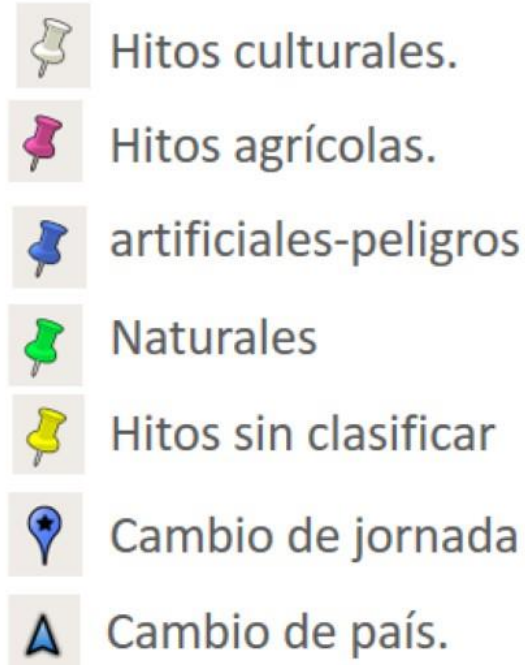 Hitos culturales.
Hitos agrícolas.
artificiales-peligros
Naturales
Hitos sin clasificar
Cambio de jornada
Cambio de país.